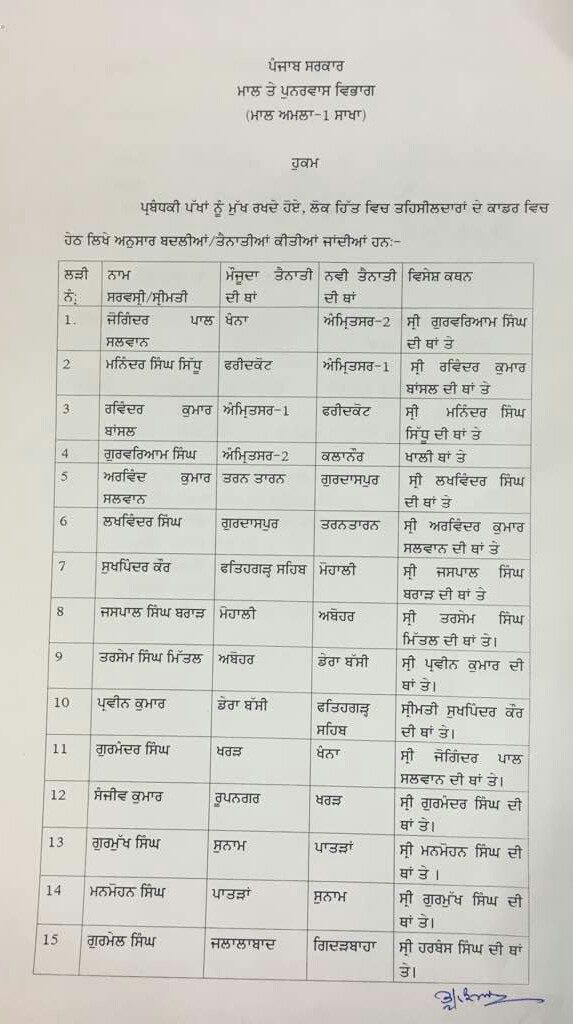 ਪੰਜਾਬ ਸਰਕਾਰ
ਮਾਲ ਤੇ ਪੁਨਰਵਾਸ ਵਿਭਾਗ
(ਮਾਲ ਅਮਲਾ-1 ਸਾਖਾ)
ਹੁਕਮ
ਪ੍ਰਬੰਧਕੀ ਪੱਖਾਂ ਨੂੰ ਮੁੱਖ ਰਖਦੇ ਹੋਏ, ਲੋਕ ਹਿੱਤ ਵਿਚ ਤਹਿਸੀਲਦਾਰਾਂ ਦੇ ਕਾਡਰ ਵਿਚ
ਹੇਠ ਲਿਖੇ ਅਨੁਸਾਰ ਬਦਲੀਆਂ/ਤੈਨਾਤੀਆਂ ਕੀਤੀਆਂ ਜਾਂਦੀਆਂ ਹਨ:-
ਲੜੀ ਨਾਮ ਮੌਜੂਦਾ ਤੈਨਾਤੀ ਨਵੀ ਤੈਨਾਤੀ ਵਿਸੇਸ਼ ਕਥਨ
ਨੰ: ਸਰਵਸ੍ਰੀ/ਸ੍ਰੀਮਤੀ ਦੀ ਥਾਂ ਦੀ ਥਾਂ
1. ਜੋਗਿੰਦਰ ਪਾਲ ਖੰਨਾ ਅੰਮ੍ਰਿਤਸਰ-2 ਸ੍ਰੀ ਗੁਰਵਰਿਆਮ ਸਿੰਘ
ਸਲਵਾਨ ਦੀ ਥਾਂ ਤੇ
2 ਮਨਿੰਦਰ ਸਿੰਘ ਸਿੱਧੂ ਫਰੀਦਕੋਟ ਅੰਮ੍ਰਿਤਸਰ-1 ਸ੍ਰੀ ਰਵਿੰਦਰ ਕੁਮਾਰ
ਬਾਂਸਲ ਦੀ ਥਾਂ ਤੇ
3 ਰਵਿੰਦਰ ਕੁਮਾਰ ਅੰਮ੍ਰਿਤਸਰ-1 ਫਰੀਦਕੋਟ ਸ੍ਰੀ ਮਨਿੰਦਰ ਸਿੰਘ
ਬਾਂਸਲ ਸਿੱਧੂ ਦੀ ਥਾਂ ਤੇ
4 ਗੁਰਵਰਿਆਮ ਸਿੰਘ ਅੰਮ੍ਰਿਤਸਰ-2 ਕਲਾਨੌਰ ਖਾਲੀ ਥਾਂ ਤੇ
5 ਅਰਵਿੰਦ ਕੁਮਾਰ ਤਰਨ ਤਾਰਨ ਗੁਰਦਾਸਪੁਰ ਸ੍ਰੀ ਲਖਵਿੰਦਰ ਸਿੰਘ
ਸਲਵਾਨ ਦੀ ਥਾਂ ਤੇ
6 ਲਖਵਿੰਦਰ ਸਿੰਘ ਗੁਰਦਾਸਪੁਰ ਤਰਨਤਾਰਨ ਸ੍ਰੀ ਅਰਵਿੰਦਰ ਕੁਮਾਰ
ਸਲਵਾਨ ਦੀ ਥਾਂ ਤੇ
7 ਸੁਖਪਿੰਦਰ ਕੌਰ ਫਤਿਹਗੜ੍ਹ ਸਹਿਬ ਮੋਹਾਲੀ ਸ੍ਰੀ ਜਸਪਾਲ ਸਿੰਘ
ਬਰਾੜ ਦੀ ਥਾਂ ਤੇ
8 ਜਸਪਾਲ ਸਿੰਘ ਬਰਾੜ ਮੋਹਾਲੀ ਅਬੋਹਰ ਸ੍ਰੀ ਤਰਸੇਮ ਸਿੰਘ
ਮਿੱਤਲ ਦੀ ਥਾਂ ਤੇ।
9 ਤਰਸੇਮ ਸਿੰਘ ਮਿੱਤਲ ਅਬੋਹਰ ਡੇਰਾ ਬੱਸੀ ਸ੍ਰੀ ਪ੍ਰਵੀਨ ਕੁਮਾਰ ਦੀ
ਥਾਂ ਤੇ।
10 ਪ੍ਰਵੀਨ ਕੁਮਾਰ ਡੇਰਾ ਬੱਸੀ ਫਤਿਹਗੜ੍ਹ ਸ੍ਰੀਮਤੀ ਸੁਖਪਿੰਦਰ ਕੌਰ
ਸਹਿਬ ਦੀ ਥਾਂ ਤੇ।
11 ਗੁਰਮੰਦਰ ਸਿੰਘ ਖਰੜ ਖੰਨਾ ਸ੍ਰੀ ਜੋਗਿੰਦਰ ਪਾਲ
ਸਲਵਾਨ ਦੀ ਥਾਂ ਤੇ।
12 ਸੰਜੀਵ ਕੁਮਾਰ ਰੂਪਨਗਰ ਖਰੜ ਸ੍ਰੀ ਗੁਰਮੰਦਰ ਸਿੰਘ ਦੀ
ਥਾਂ ਤੇ।
13 ਗੁਰਮੁੱਖ ਸਿੰਘ ਸੁਨਾਮ ਪਾਤੜਾਂ ਸ੍ਰੀ ਮਨਮੋਹਨ ਸਿੰਘ ਦੀ
ਥਾਂ ਤੇ ।
14 ਮਨਮੋਹਨ ਸਿੰਘ ਪਾਤੜਾਂ ਸੁਨਾਮ ਸ੍ਰੀ ਗੁਰਮੁੱਖ ਸਿੰਘ ਦੀ
ਥਾਂ ਤੇ।
15 ਗੁਰਮੇਲ ਸਿੰਘ ਜਲਾਲਾਬਾਦ ਗਿਦੜਬਾਹਾ ਸ੍ਰੀ ਹਰਬੰਸ ਸਿੰਘ ਦੀ ਥਾਂ
ਤੇ।